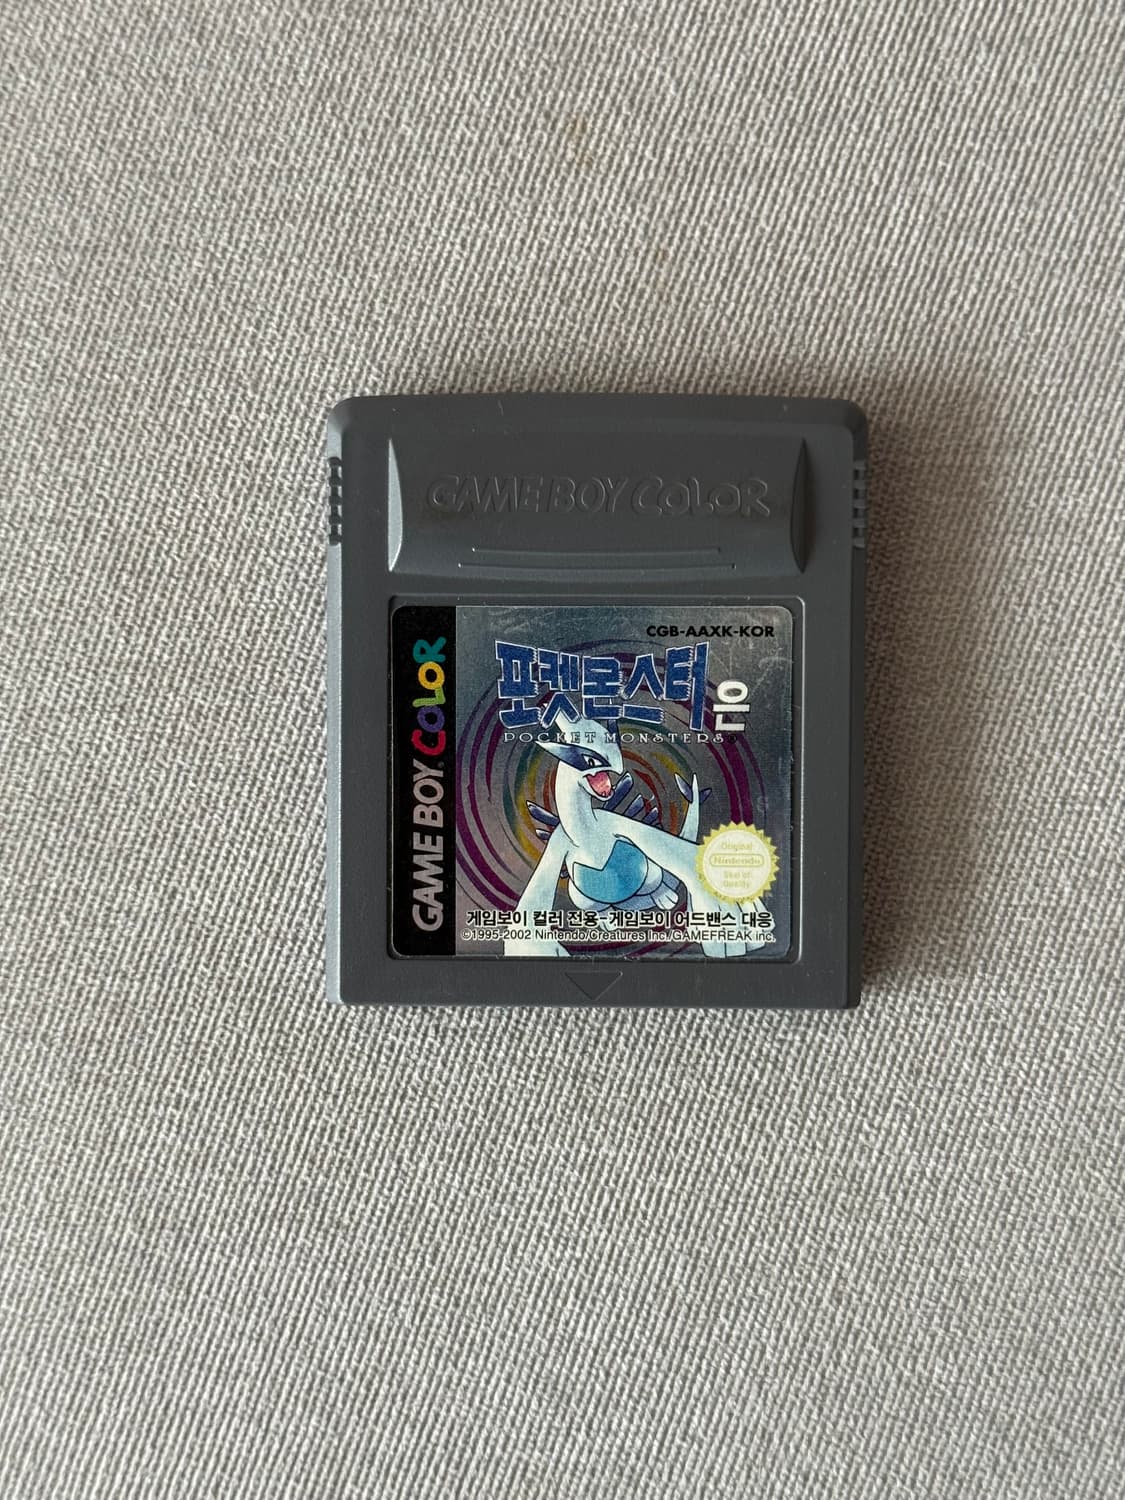 GAME BOY COLOR
GAME BOY COLOR
CGB-AAXK-KOR
포켓몬스터 은
POCKET MONSTERS
Original
Nintendo
Seal of
Quality
게임보이 컬러 전용-게임보이 어드밴스 대응
©1995-2002 Nintendo/Creatures Inc./GAMEFREAK inc.